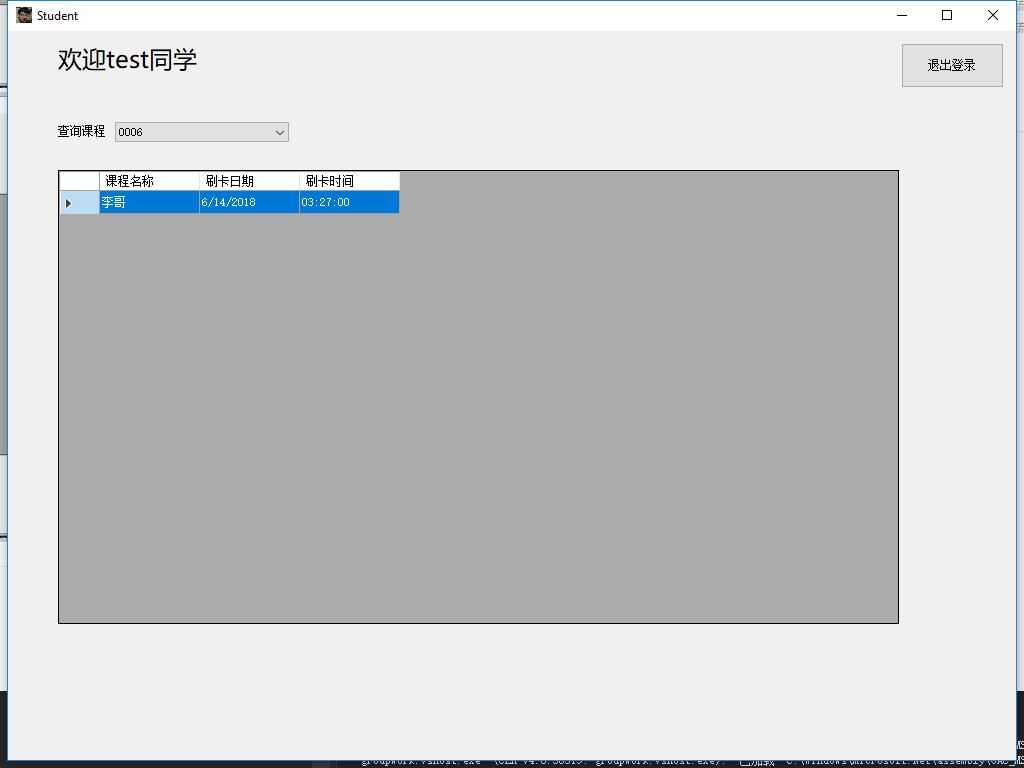 Student
欢迎test同学
退出登录
查询课程 0006
课程名称 刷卡日期 刷卡时间
李哥 6/14/2018 03:27:00